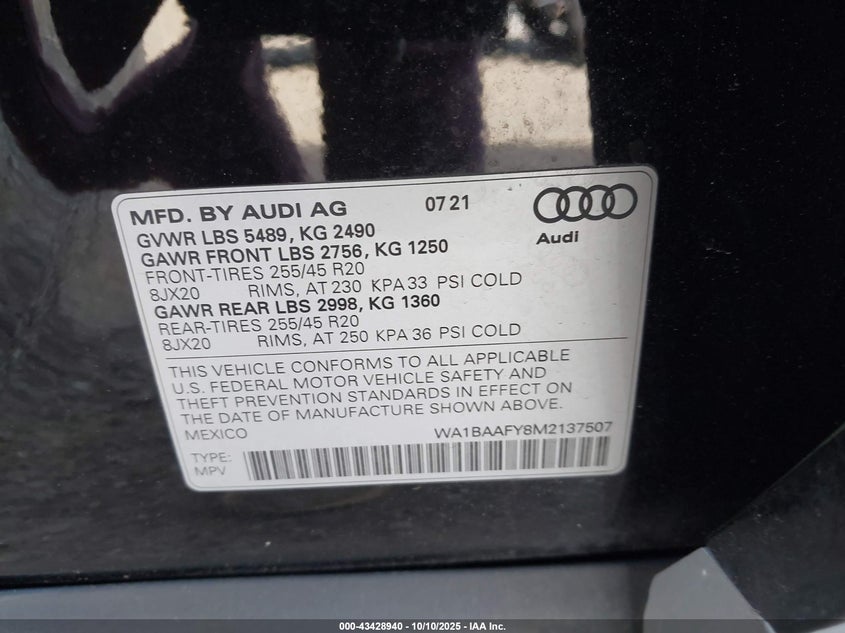 MFD. BY AUDI AG 07 21
Audi
GVWR LBS 5489, KG 2490
GAWR FRONT LBS 2756, KG 1250
FRONT-TIRES 255/45 R20
8JX20 RIMS, AT 230 KPA 33 PSI COLD
GAWR REAR LBS 2998, KG 1360
REAR-TIRES 255/45 R20
8JX20 RIMS, AT 250 KPA 36 PSI COLD
THIS VEHICLE CONFORMS TO ALL APPLICABLE
U.S. FEDERAL MOTOR VEHICLE SAFETY AND
THEFT PREVENTION STANDARDS IN EFFECT ON
THE DATE OF MANUFACTURE SHOWN ABOVE.
MEXICO WA1BAAFY8M2137507
TYPE:
MPV
000-43428940 - 10/10/2025 - IAA Inc.